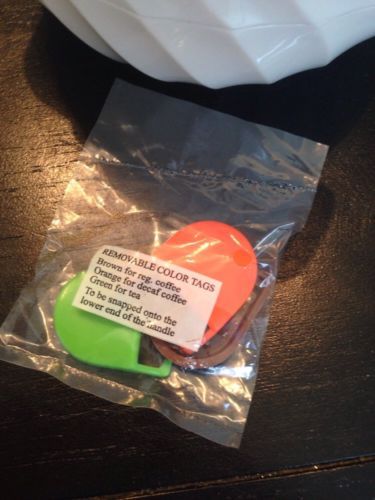 REMOVABLE COLOR TAGS
Brown for reg. coffee
Orange for decaf coffee
Green for tea
To be snapped onto the
lower end of the handle